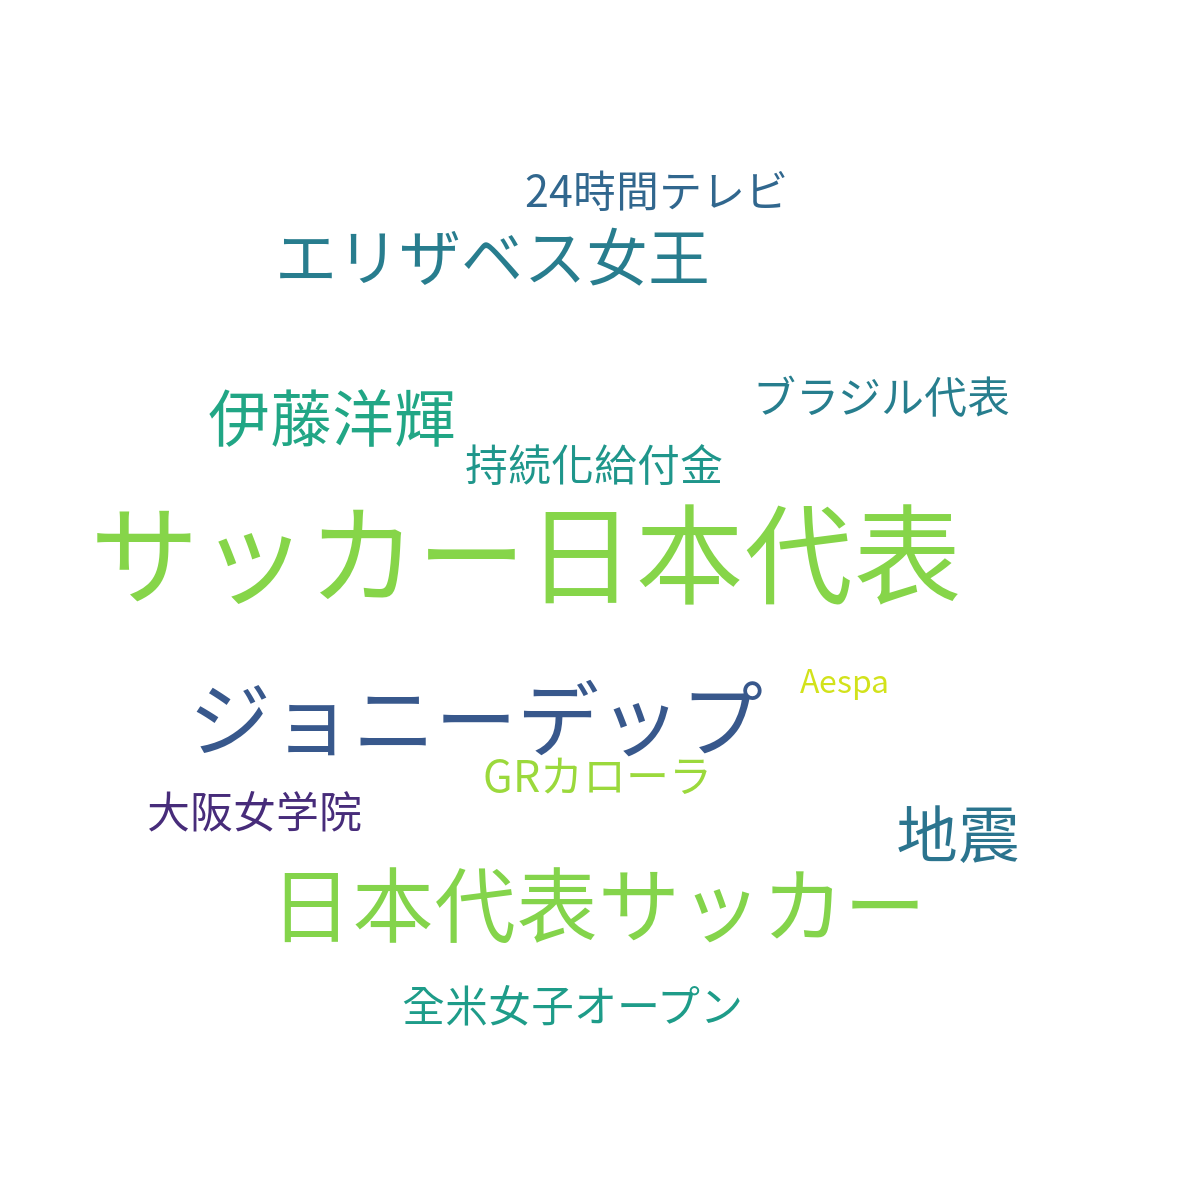 24時間テレビ
エリザベス女王
ブラジル代表
伊藤洋輝
持続化給付金
サッカー日本代表
Aespa
ジョニーデップ
GRカローラ
大阪女学院
地震
日本代表サッカー
全米女子オープン